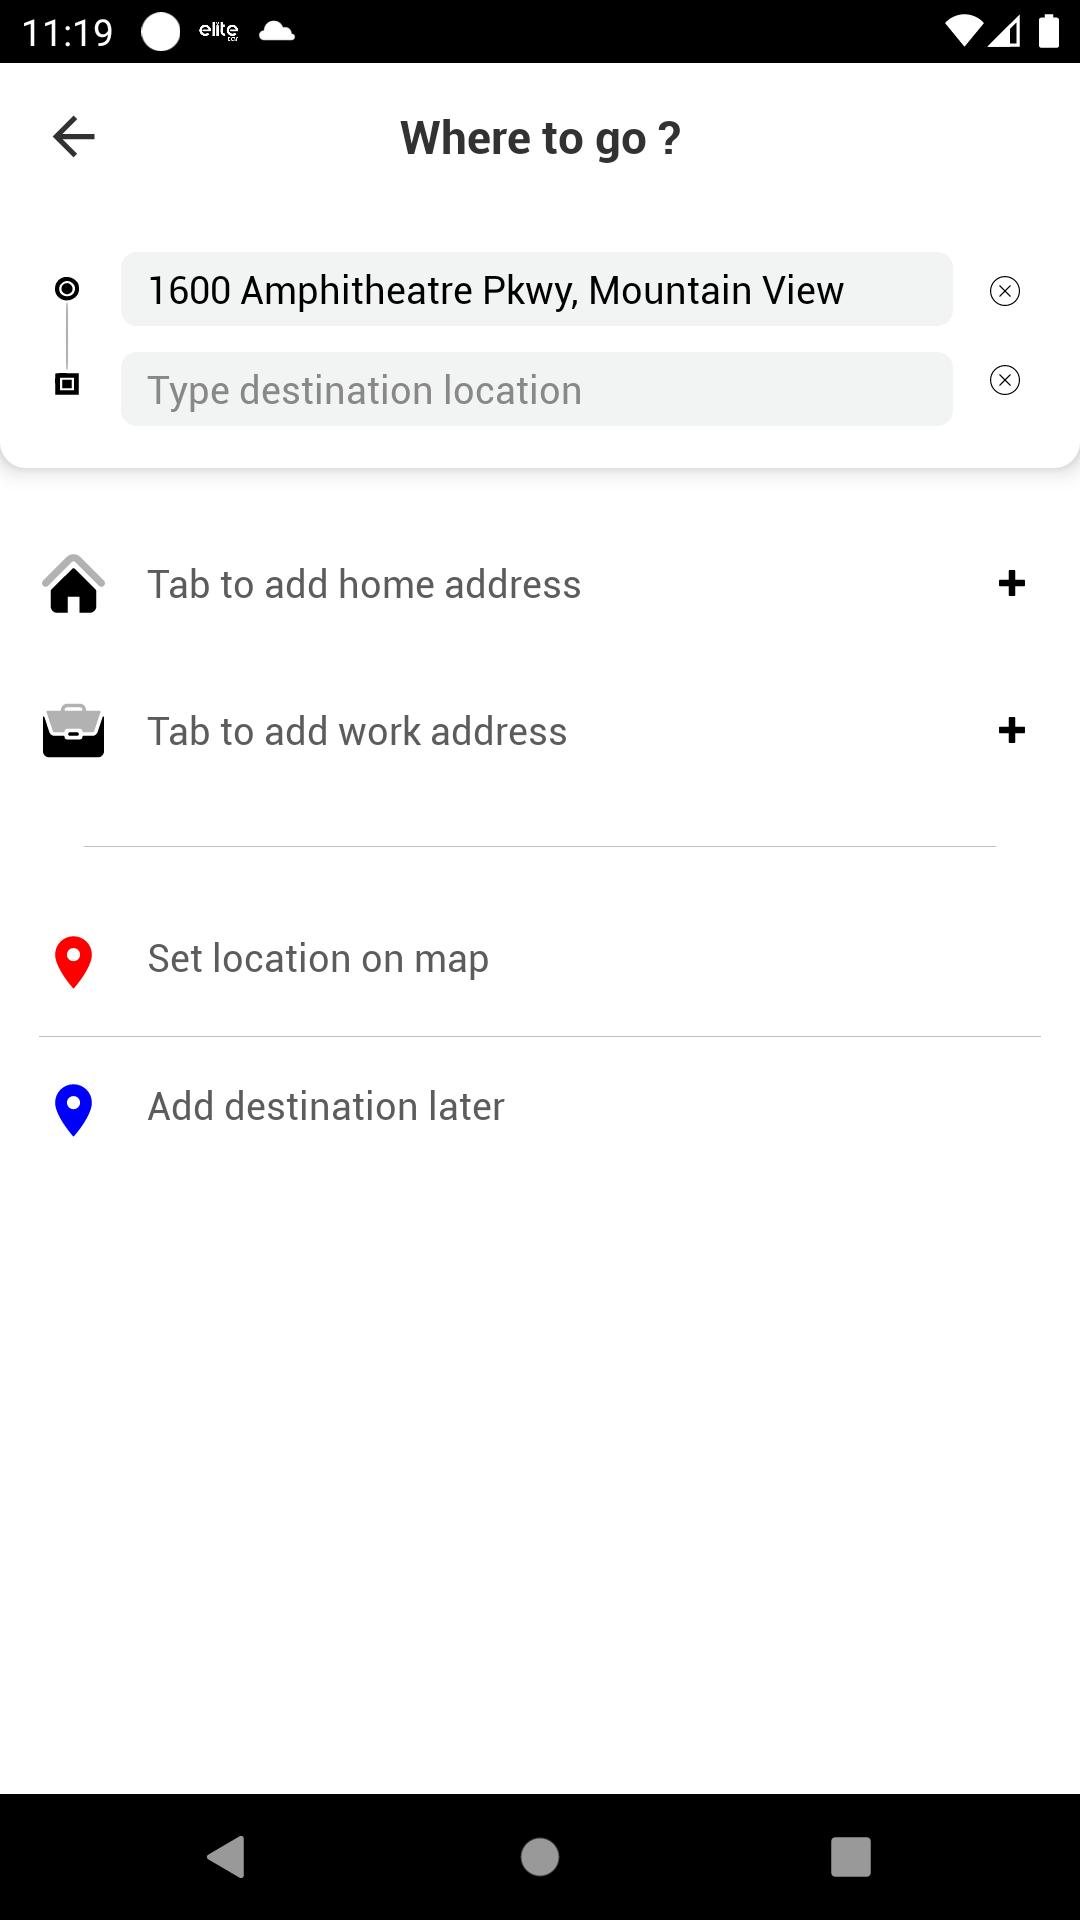 11:19 elite
Where to go ?
1600 Amphitheatre Pkwy, Mountain View
Type destination location
Tab to add home address
Tab to add work address
Set location on map
Add destination later